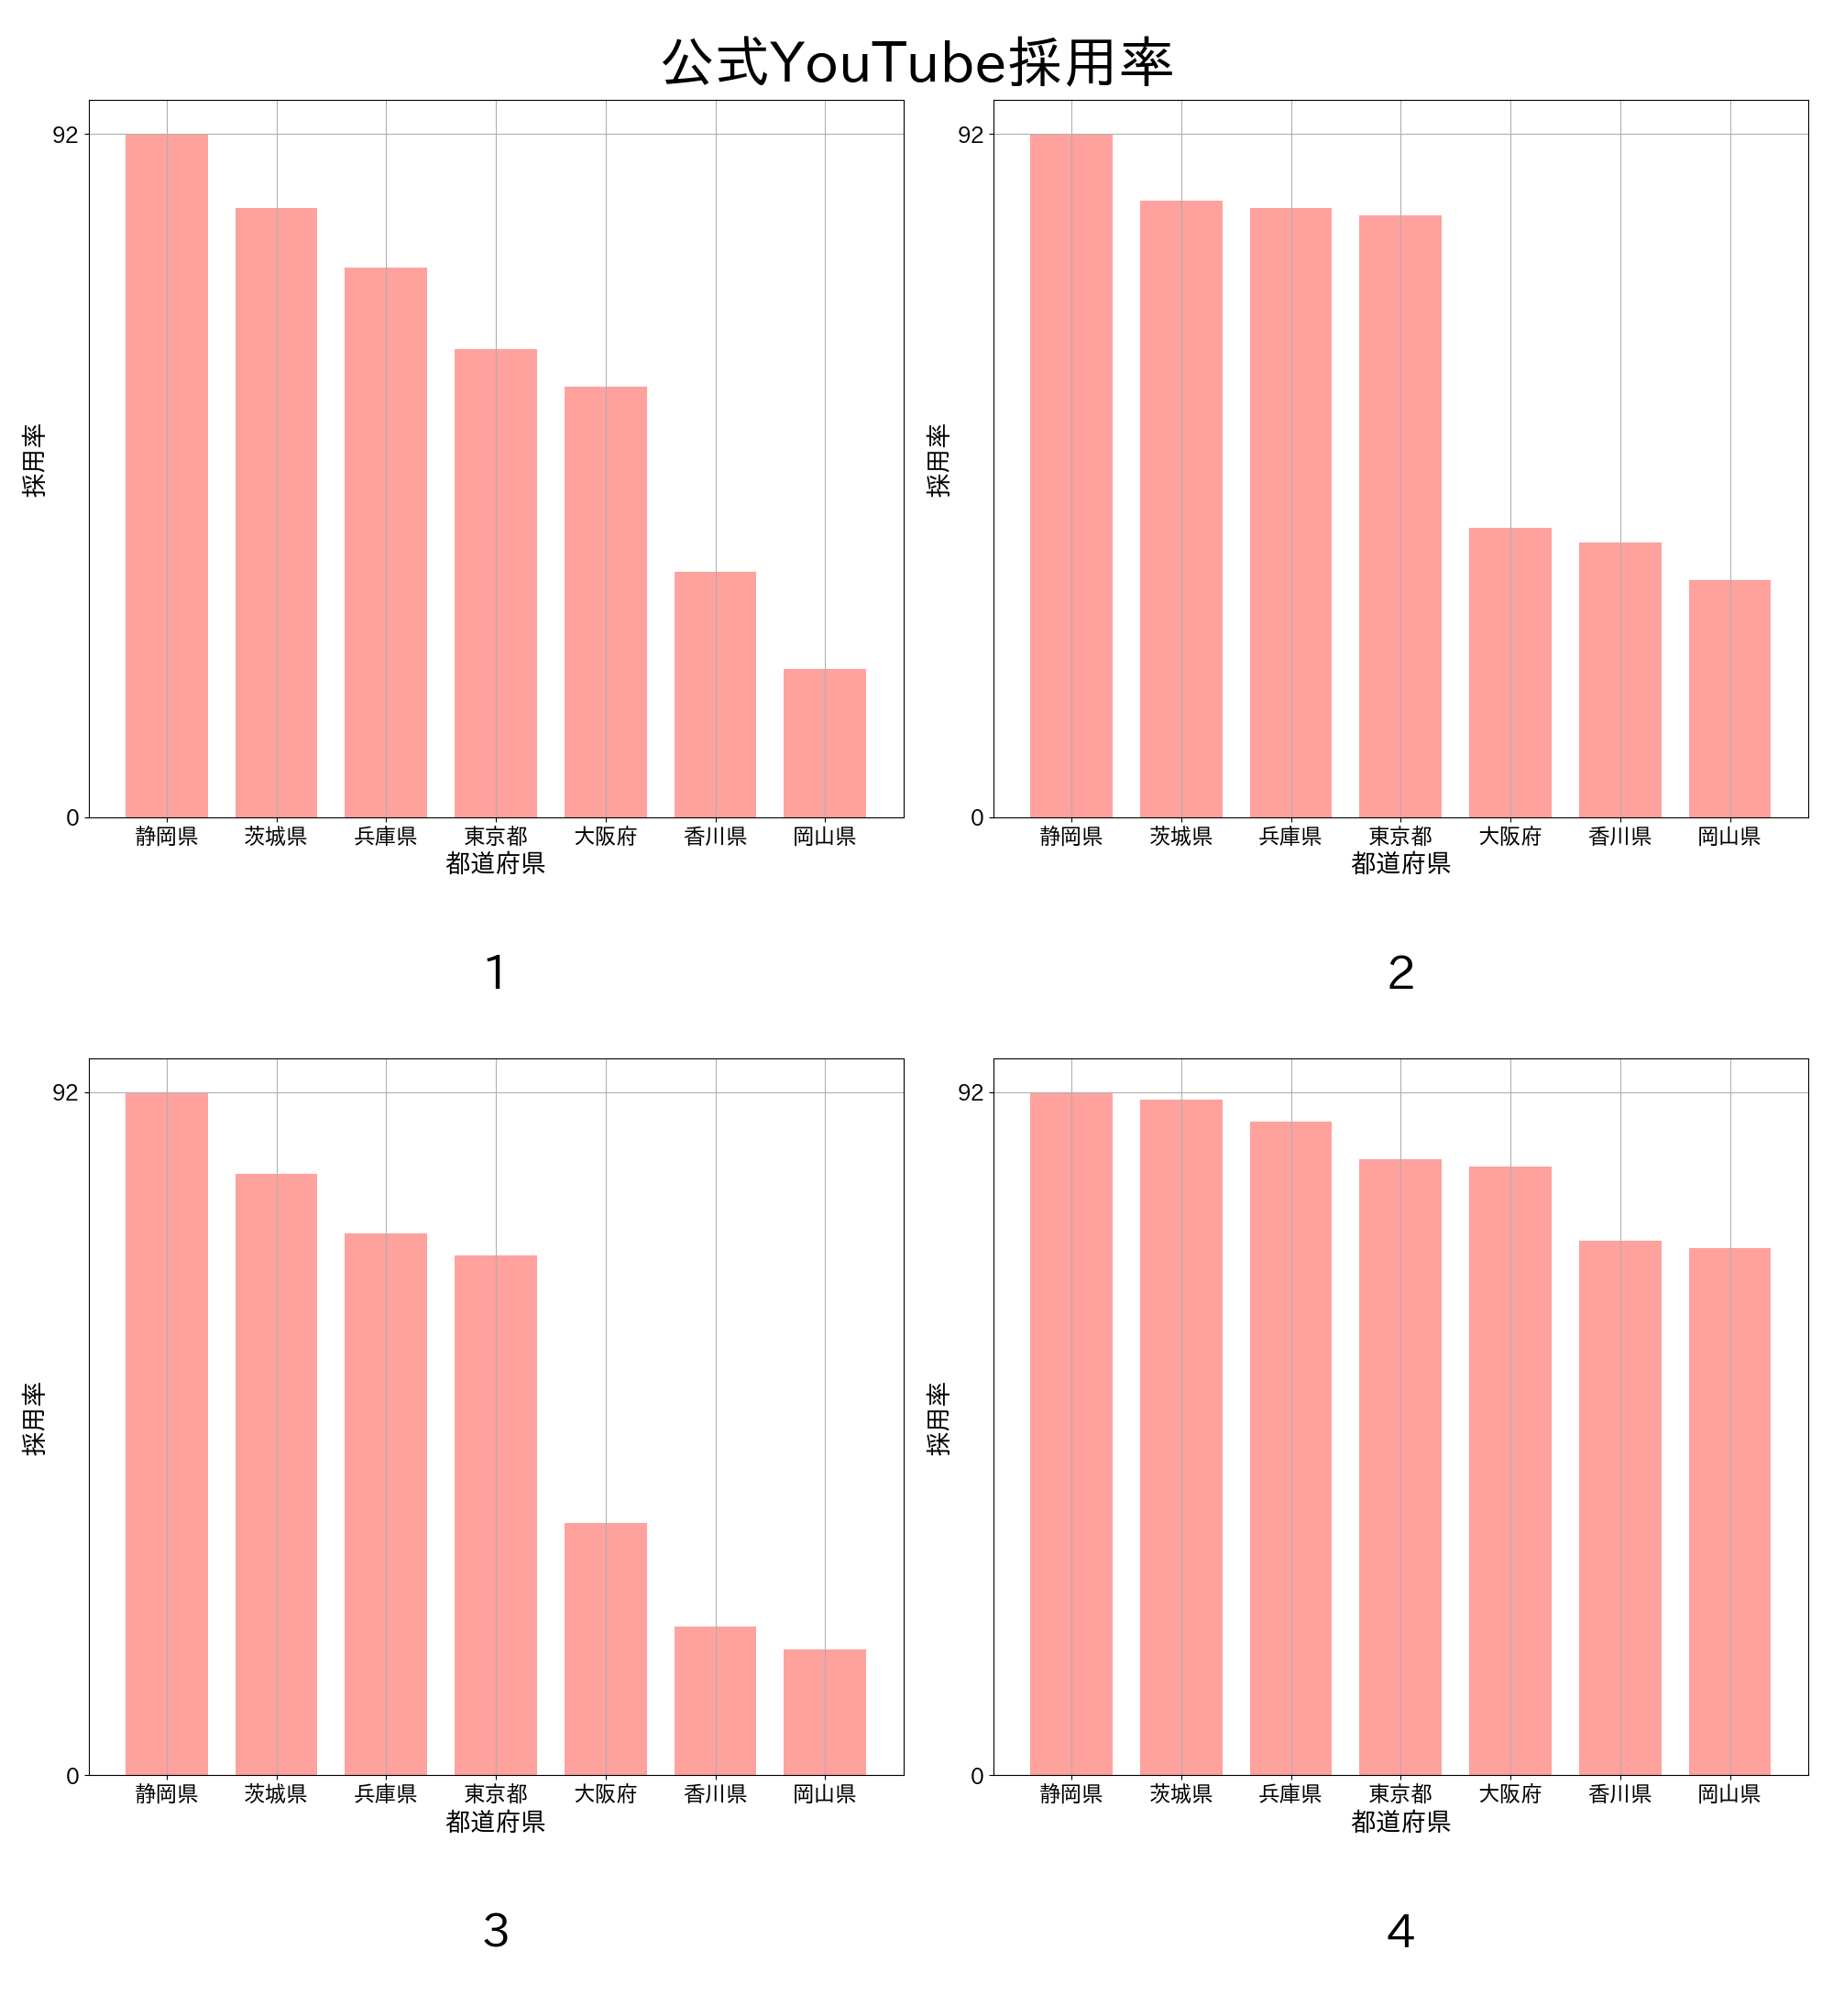 公式YouTube採用率
92
0
採用率
静岡県 茨城県 兵庫県 東京都 大阪府 香川県 岡山県
都道府県
1
92
0
採用率
静岡県 茨城県 兵庫県 東京都 大阪府 香川県 岡山県
都道府県
2
92
0
採用率
静岡県 茨城県 兵庫県 東京都 大阪府 香川県 岡山県
都道府県
3
92
0
採用率
静岡県 茨城県 兵庫県 東京都 大阪府 香川県 岡山県
都道府県
4